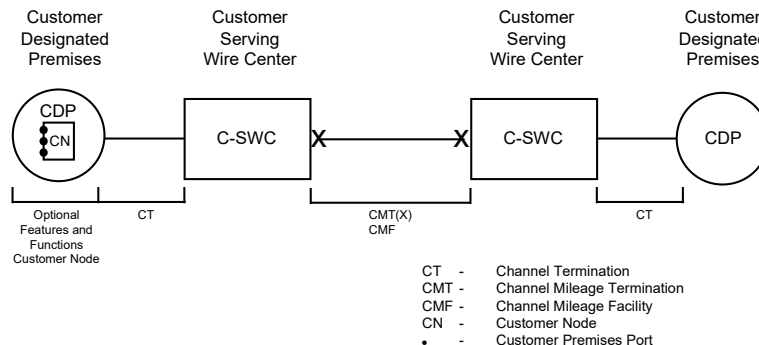 Customer
Designated
Premises
Customer
Serving
Wire Center
Customer
Serving
Wire Center
Customer
Designated
Premises
CDP
CN
C-SWC
X
X
C-SWC
CDP
Optional
Features and
Functions
Customer Node
CT
CMT(X)
CMF
CT
CT - Channel Termination
CMT - Channel Mileage Termination
CMF - Channel Mileage Facility
CN - Customer Node
• - Customer Premises Port